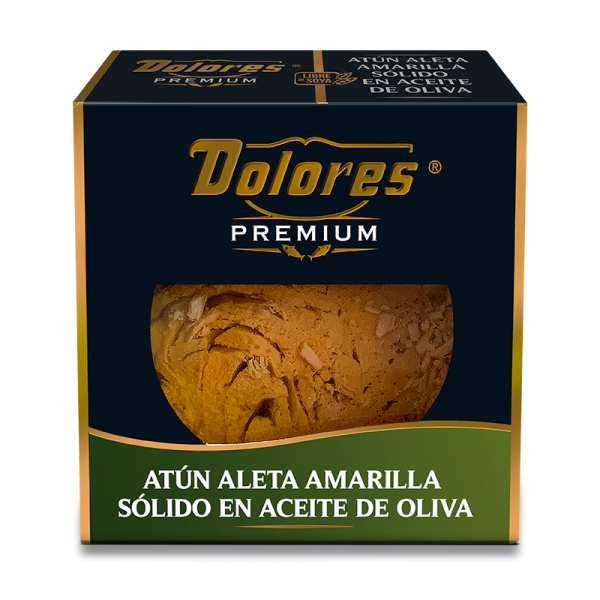 Dolores®
PREMIUM
LIBRE
DE SOYA
ATÚN ALETA
AMARILLA
SÓLIDO
EN ACEITE
DE OLIVA
Dolores®
PREMIUM
ATÚN ALETA AMARILLA
SÓLIDO EN ACEITE DE OLIVA